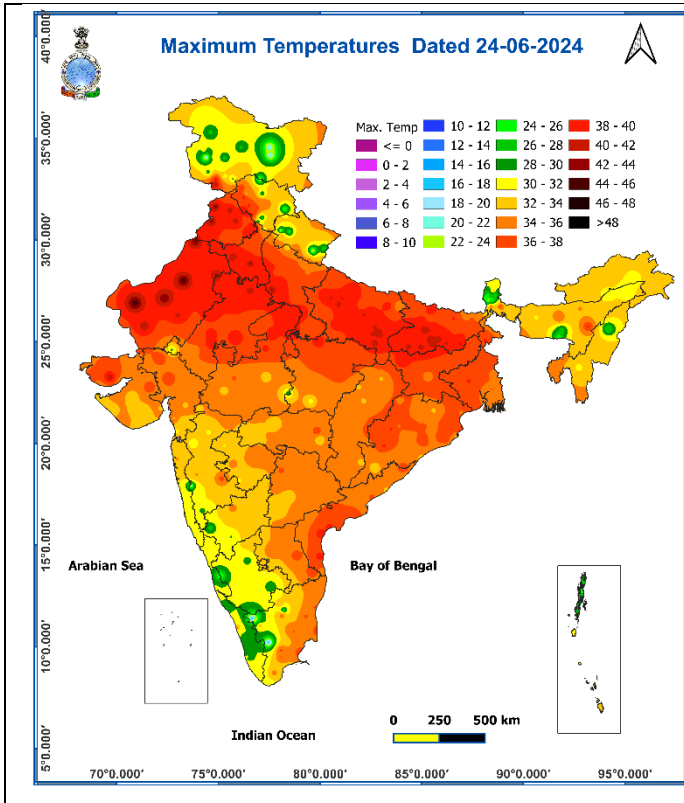 Maximum Temperatures Dated 24-06-2024
Max. Temp
<= 0
0 - 2
2 - 4
4 - 6
6 - 8
8 - 10
10 - 12
12 - 14
14 - 16
16 - 18
18 - 20
20 - 22
22 - 24
24 - 26
26 - 28
28 - 30
30 - 32
32 - 34
34 - 36
36 - 38
38 - 40
40 - 42
42 - 44
44 - 46
46 - 48
>48
40°0.000'
35°0.000'
30°0.000'
25°0.000'
20°0.000'
15°0.000'
10°0.000'
5°0.000'
Arabian Sea
Bay of Bengal
Indian Ocean
0 250 500 km
70°0.000' 75°0.000' 80°0.000' 85°0.000' 90°0.000' 95°0.000'